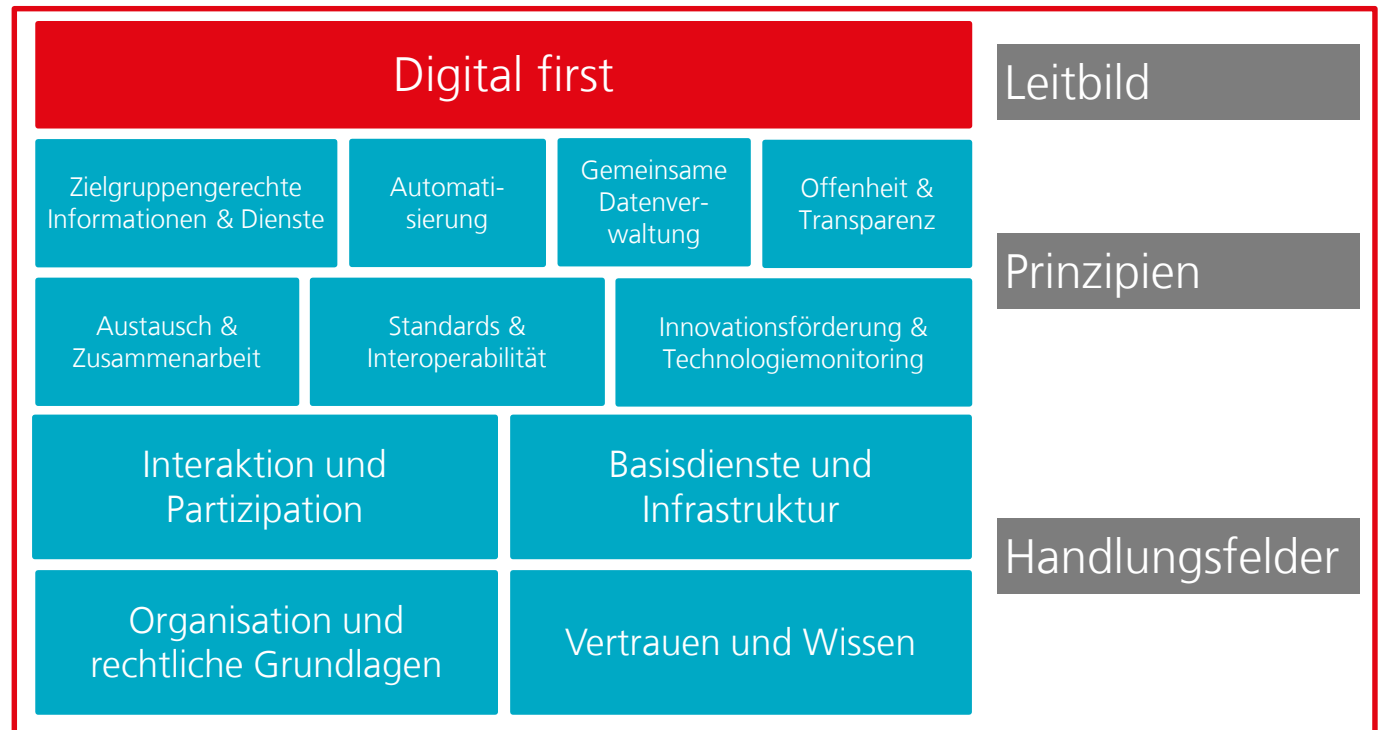 Digital first
Leitbild
Zielgruppengerechte
Informationen & Dienste
Automati-
sierung
Gemeinsame
Datenver-
waltung
Offenheit &
Transparenz
Prinzipien
Austausch &
Zusammenarbeit
Standards &
Interoperabilität
Innovationsförderung &
Technologiemonitoring
Interaktion und
Partizipation
Basisdienste und
Infrastruktur
Handlungsfelder
Organisation und
rechtliche Grundlagen
Vertrauen und Wissen